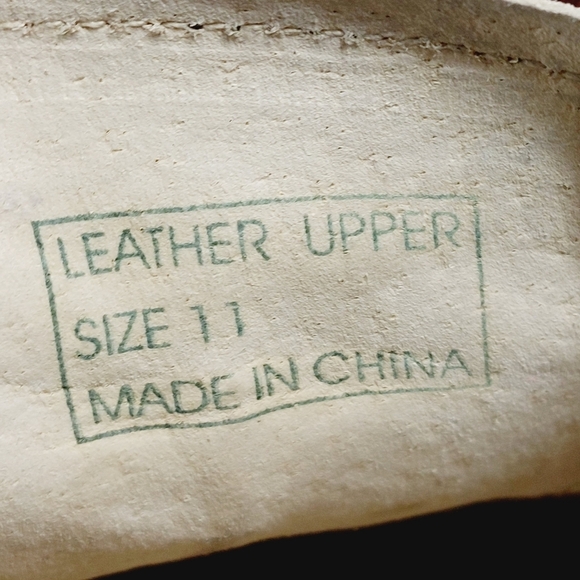 LEATHER UPPER
SIZE 11
MADE IN CHINA